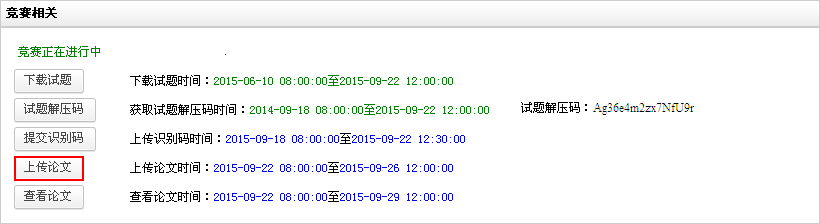 竞赛相关
竞赛正在进行中
下载试题 下载试题时间：2015-06-10 08:00:00至2015-09-22 12:00:00
试题解压码 获取试题解压码时间：2014-09-18 08:00:00至2015-09-22 12:00:00 试题解压码：Ag36e4m2zx7NfU9r
提交识别码 上传识别码时间：2015-09-18 08:00:00至2015-09-22 12:30:00
上传论文 上传论文时间：2015-09-22 08:00:00至2015-09-26 12:00:00
查看论文 查看论文时间：2015-09-22 08:00:00至2015-09-29 12:00:00